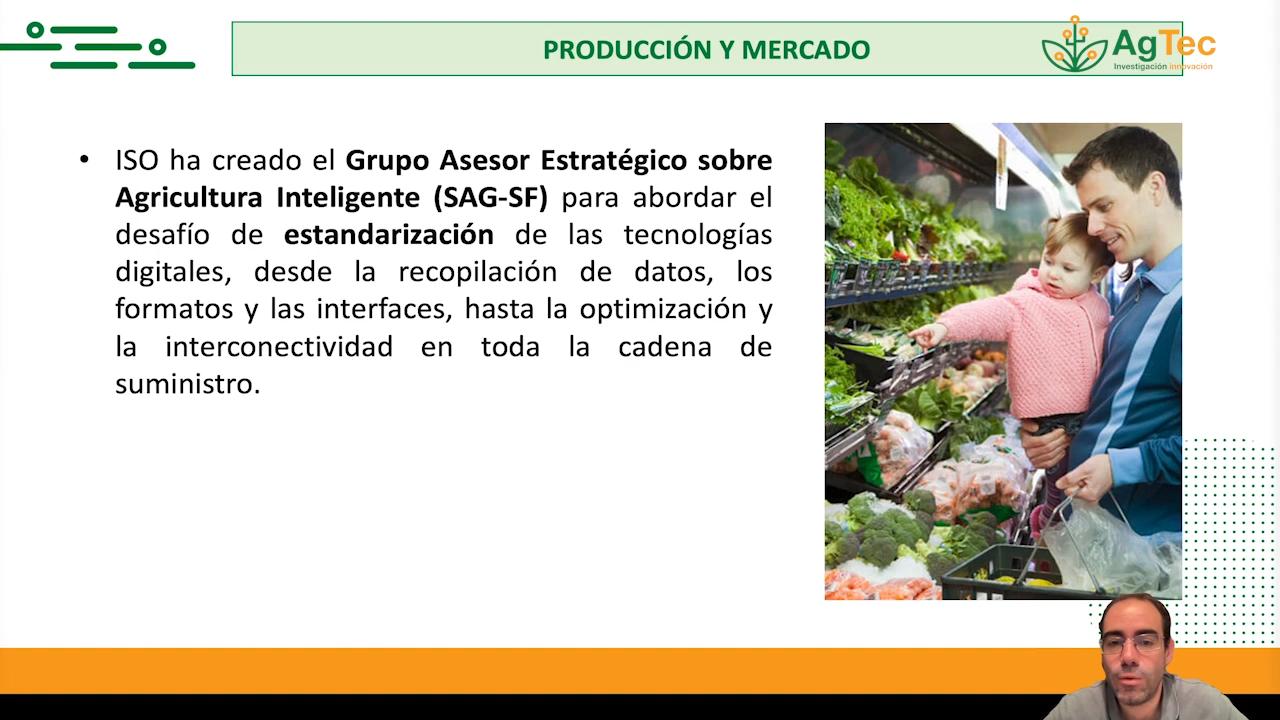 PRODUCCIÓN Y MERCADO
AgTec
Investigación innovación
• ISO ha creado el Grupo Asesor Estratégico sobre
Agricultura Inteligente (SAG-SF) para abordar el
desafío de estandarización de las tecnologías
digitales, desde la recopilación de datos, los
formatos y las interfaces, hasta la optimización y
la interconectividad en toda la cadena de
suministro.